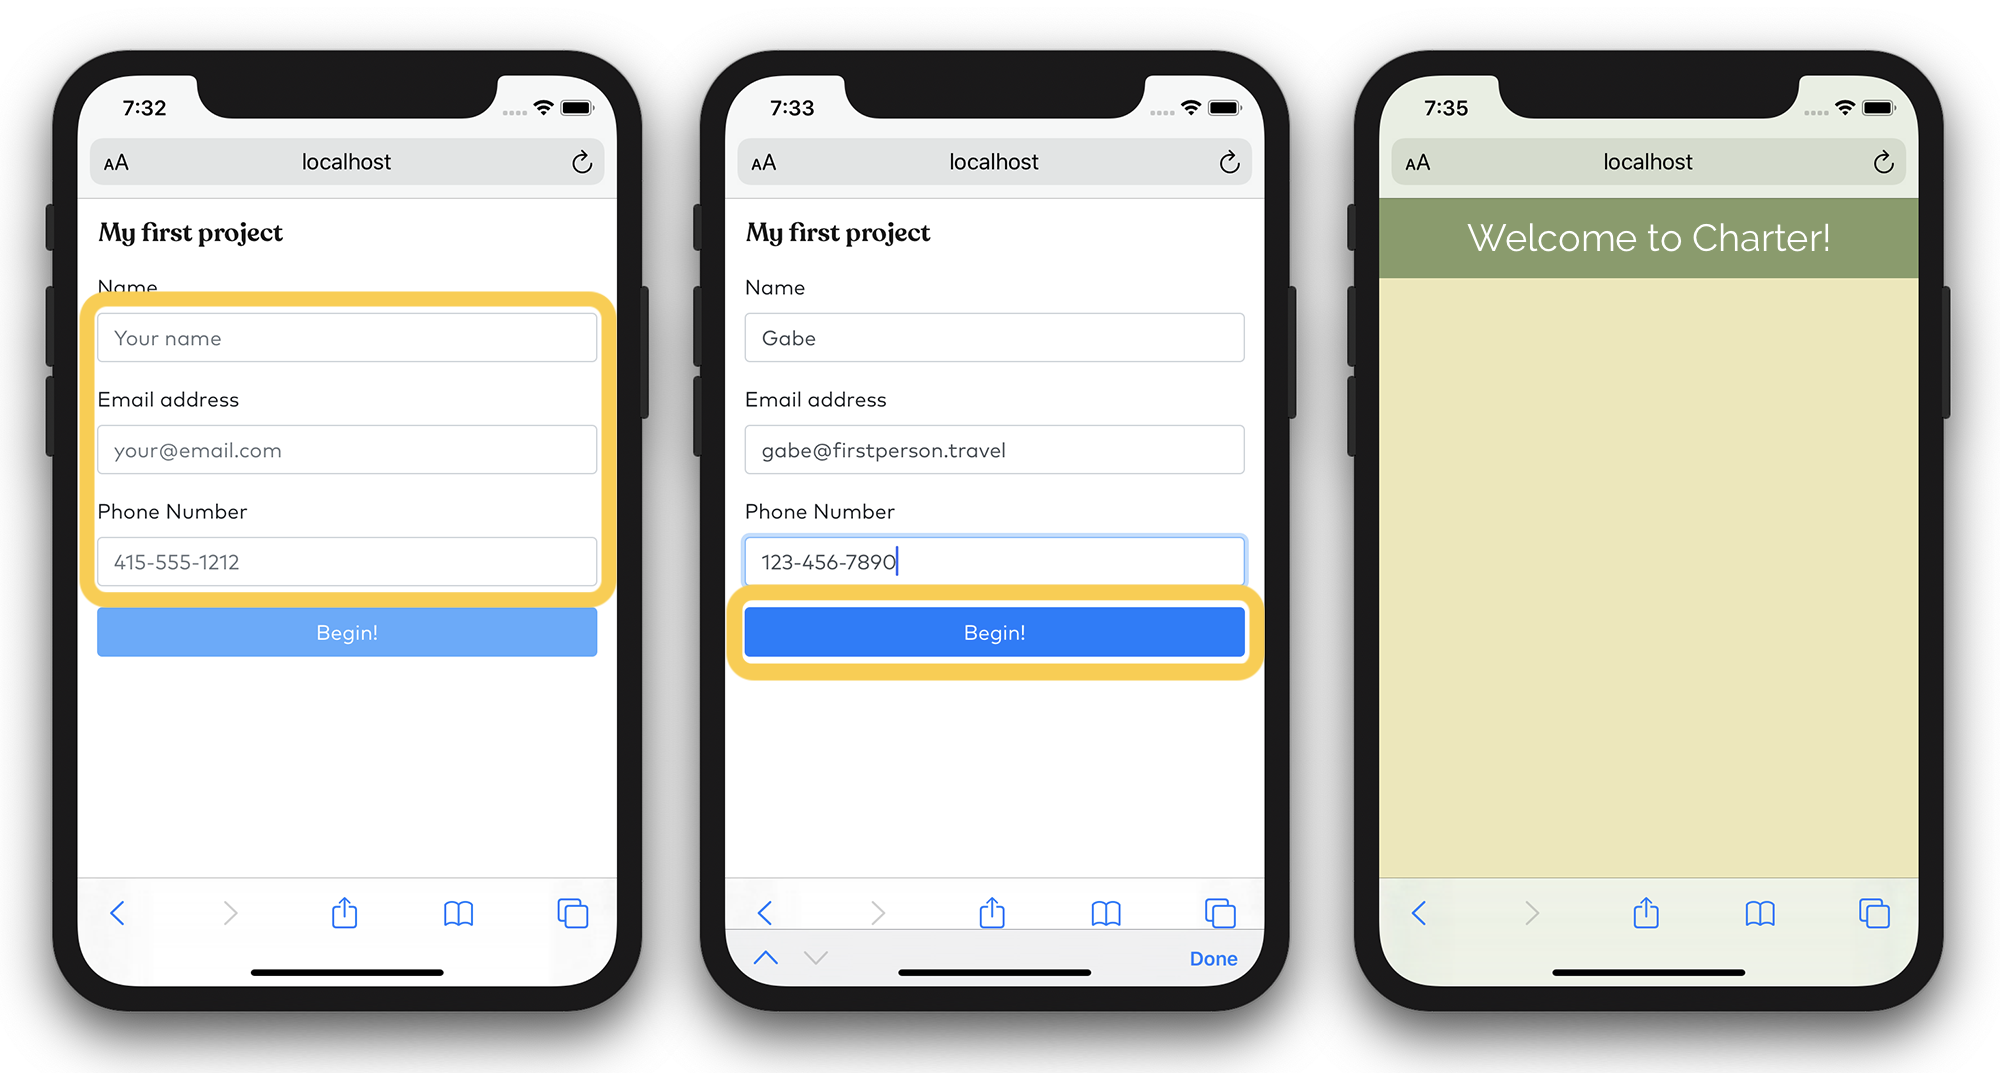 7:32
AA localhost
My first project
Name
Your name
Email address
your@email.com
Phone Number
415-555-1212
Begin!
7:33
AA localhost
My first project
Name
Gabe
Email address
gabe@firstperson.travel
Phone Number
123-456-7890
Begin!
Done
7:35
AA localhost
Welcome to Charter!